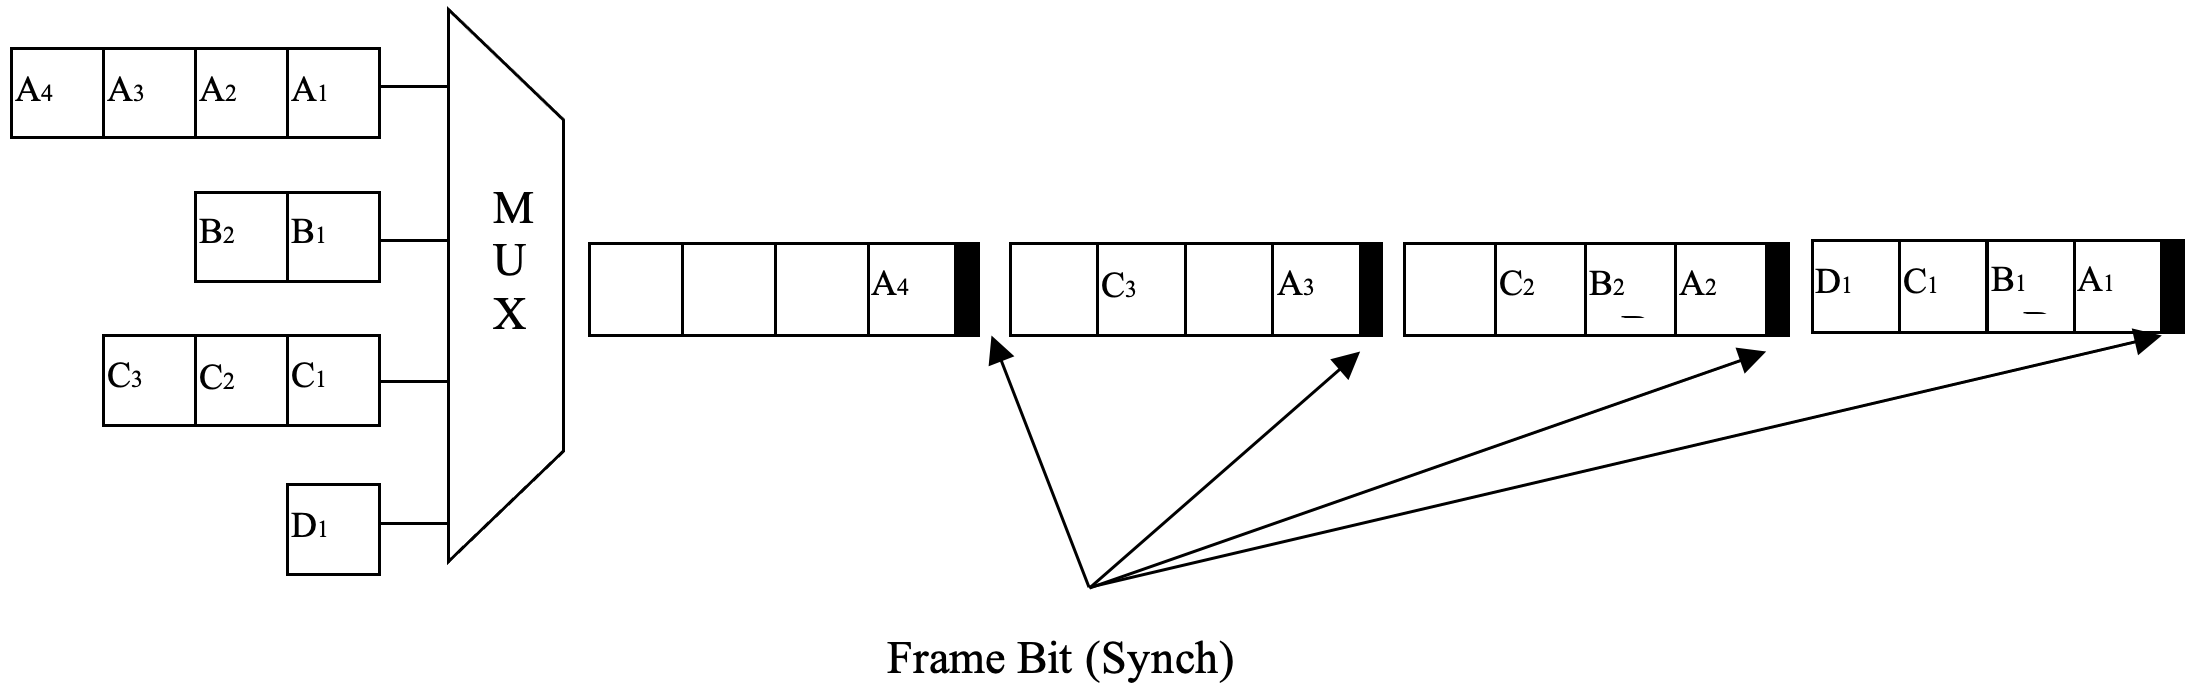 A4 A3 A2 A1
B2 B1
C3 C2 C1
D1
M
U
X
A4 C3 A3 C2 B2 A2 D1 C1 B1 A1
Frame Bit (Synch)